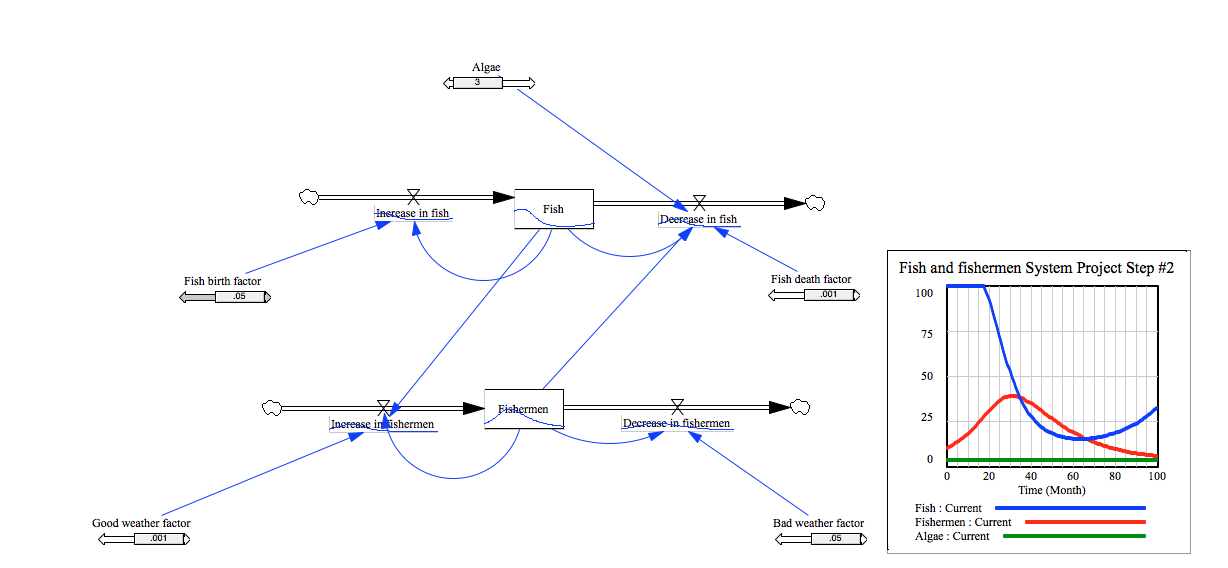 Algae
3
Increase in fish
Fish
Decrease in fish
Fish birth factor
.05
Fish death factor
.001
Increase in fishermen
Fishermen
Decrease in fishermen
Good weather factor
.001
Bad weather factor
.05
Fish and fishermen System Project Step #2
100
75
50
25
0
0 20 40 60 80 100
Time (Month)
Fish : Current
Fishermen : Current
Algae : Current